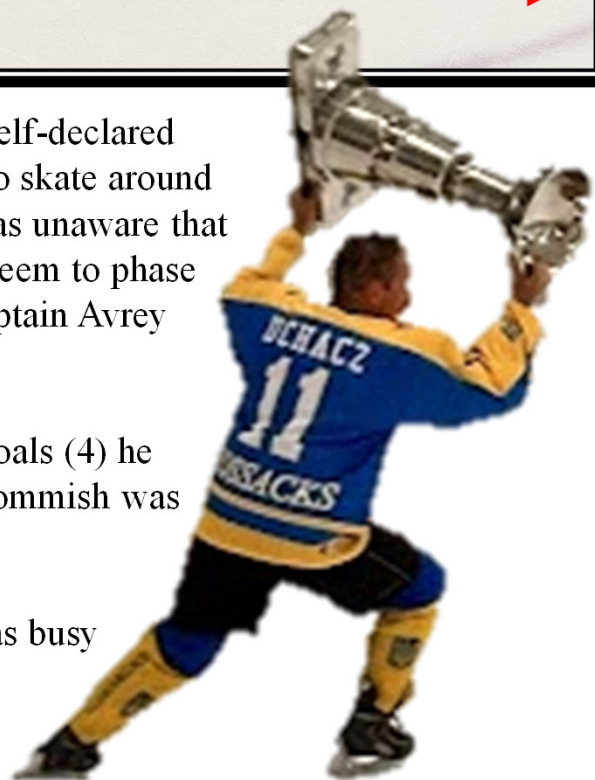 elf-declared
o skate around
as unaware that
eem to phase
ptain Avrey
oals (4) he
ommish was
as busy
UCHACZ
11
OSSACKS